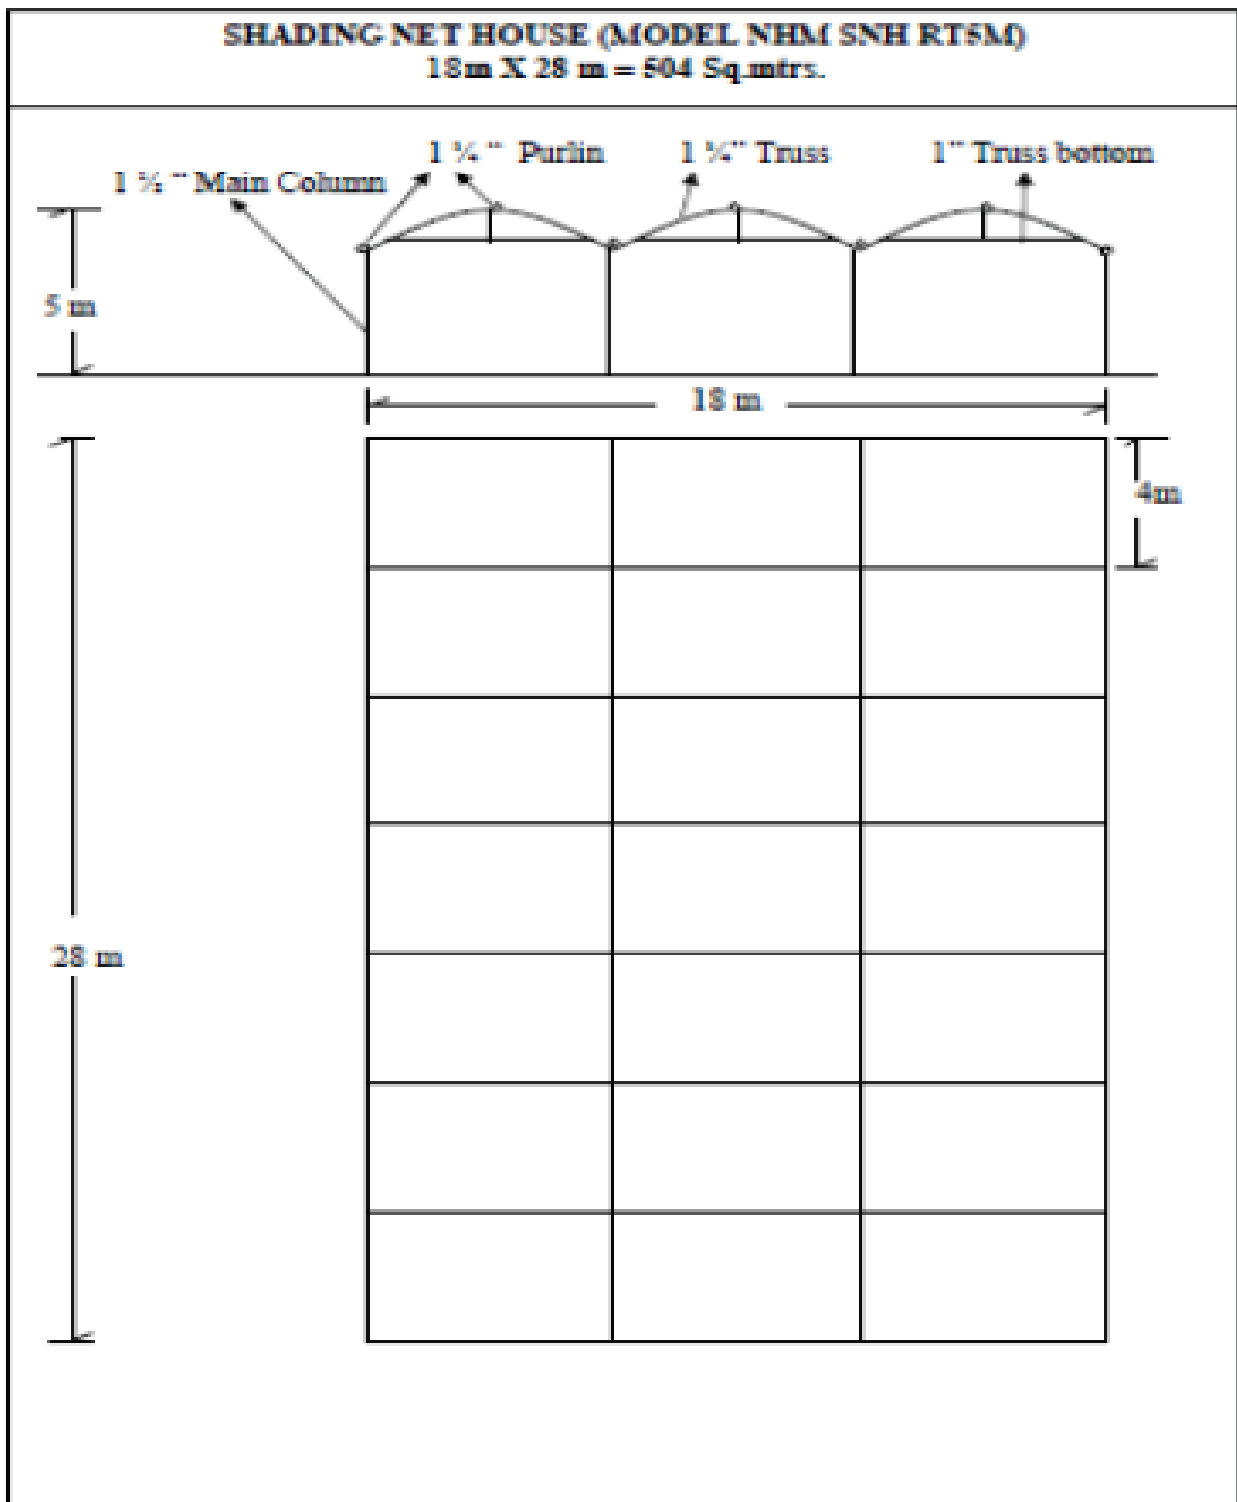 SHADING NET HOUSE (MODEL NHM SNH RT5M)
18m X 28 m = 504 Sq.mtrs.
1 ¼ " Purlin
1 ¼" Truss
1" Truss bottom
1 ½ " Main Column
5 m
18 m
4m
28 m